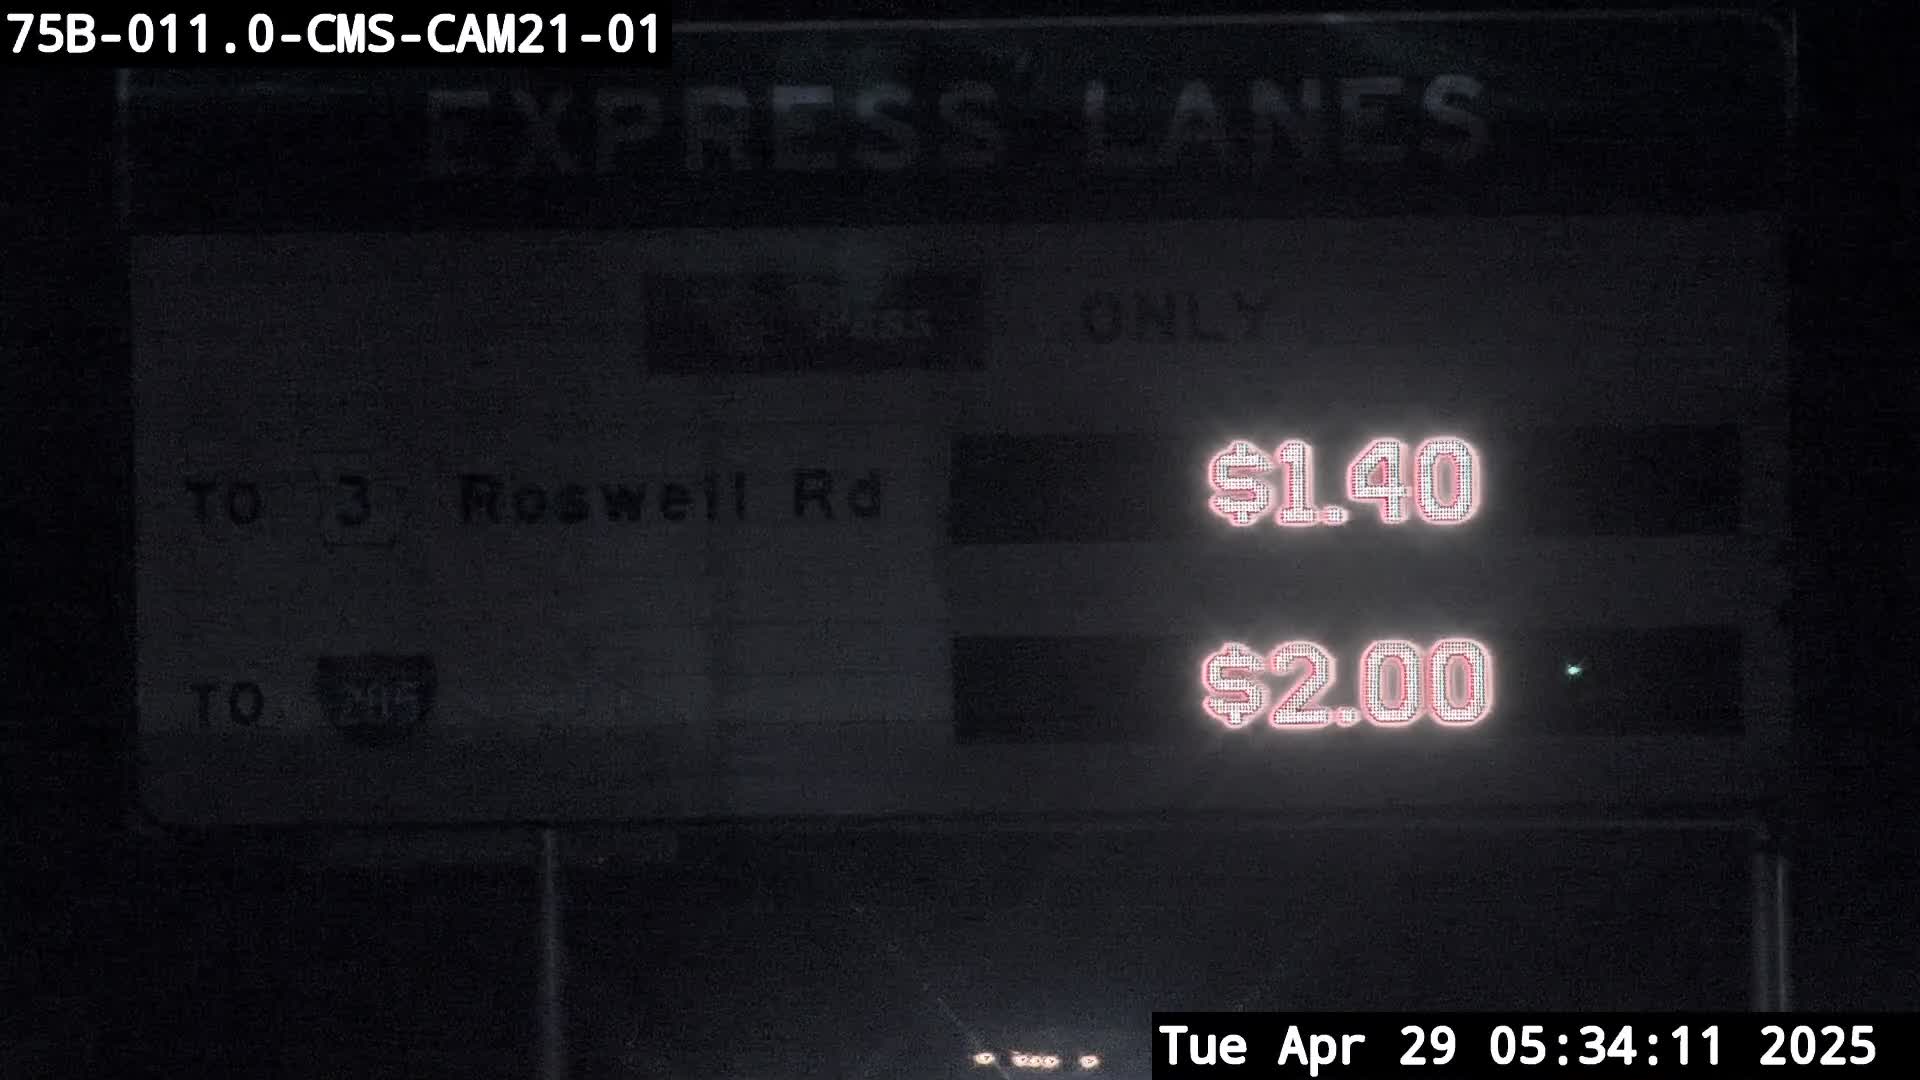 75B-011.0-CMS-CAM21-01
EXPRESS LANES
PASS ONLY
TO 3 Roswell Rd $1.40
TO $2.00
Tue Apr 29 05:34:11 2025